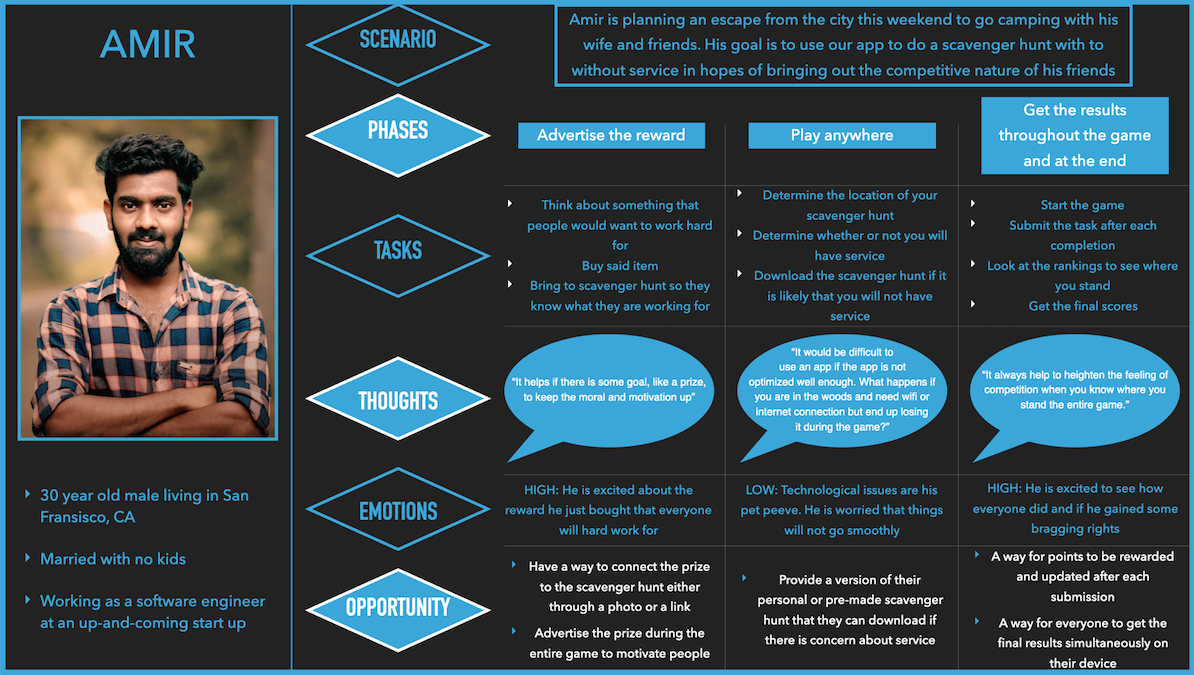 AMIR
30 year old male living in San
Fransisco, CA
Married with no kids
Working as a software engineer
at an up-and-coming start up
SCENARIO
Amir is planning an escape from the city this weekend to go camping with his
wife and friends. His goal is to use our app to do a scavenger hunt with to
without service in hopes of bringing out the competitive nature of his friends
PHASES
Advertise the reward
Play anywhere
Get the results
throughout the game
and at the end
TASKS
Think about something that
people would want to work hard
for
Buy said item
Bring to scavenger hunt so they
know what they are working for
Determine the location of your
scavenger hunt
Determine whether or not you will
have service
Download the scavenger hunt if it
is likely that you will not have
service
Start the game
Submit the task after each
completion
Look at the rankings to see where
you stand
Get the final scores
THOUGHTS
“It helps if there is some goal, like a prize,
to keep the moral and motivation up”
“It would be difficult to
use an app if the app is not
optimized well enough. What happens if
you are in the woods and need wifi or
internet connection but end up losing
it during the game?”
“It always help to heighten the feeling of
competition when you know where you
stand the entire game.”
EMOTIONS
HIGH: He is excited about the
reward he just bought that everyone
will hard work for
LOW: Technological issues are his
pet peeve. He is worried that things
will not go smoothly
HIGH: He is excited to see how
everyone did and if he gained some
bragging rights
OPPORTUNITY
Have a way to connect the prize
to the scavenger hunt either
through a photo or a link
Advertise the prize during the
entire game to motivate people
Provide a version of their
personal or pre-made scavenger
hunt that they can download if
there is concern about service
A way for points to be rewarded
and updated after each
submission
A way for everyone to get the
final results simultaneously on
their device